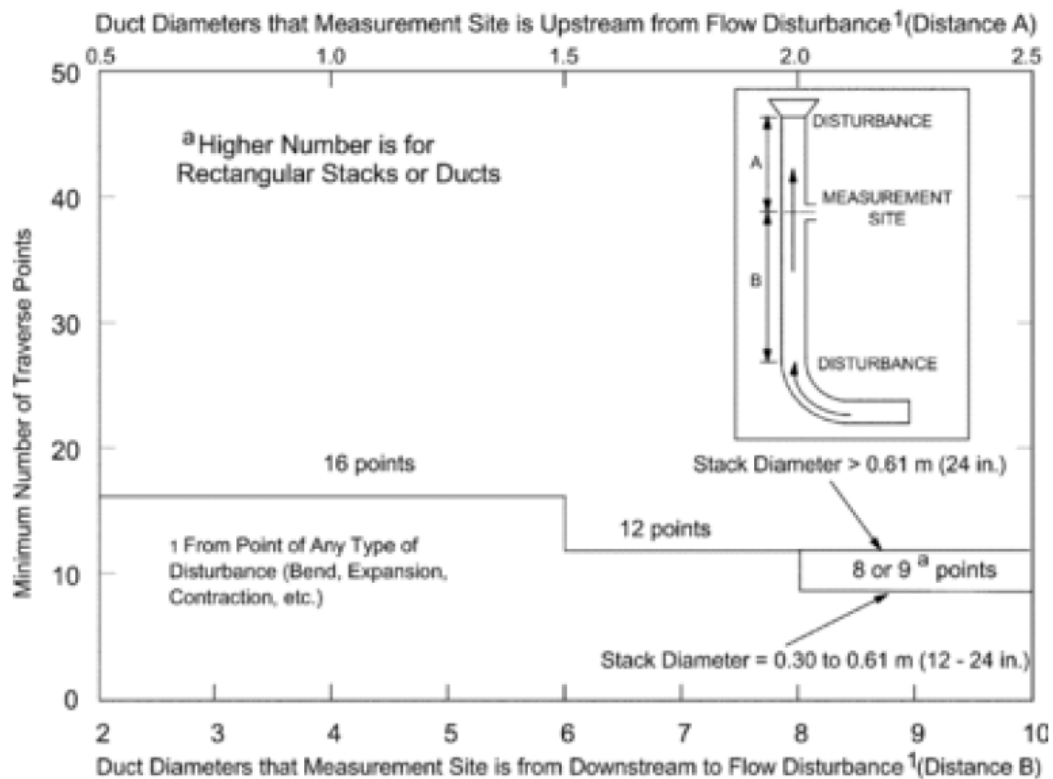 Duct Diameters that Measurement Site is Upstream from Flow Disturbance¹(Distance A)
0.5 1.0 1.5 2.0 2.5
50
40
30
20
10
0
Minimum Number of Traverse Points
ᵃHigher Number is for
Rectangular Stacks or Ducts
DISTURBANCE
A
MEASUREMENT
SITE
B
DISTURBANCE
16 points
Stack Diameter > 0.61 m (24 in.)
12 points
8 or 9 ᵃ points
1 From Point of Any Type of
Disturbance (Bend, Expansion,
Contraction, etc.)
Stack Diameter = 0.30 to 0.61 m (12 - 24 in.)
2 3 4 5 6 7 8 9 10
Duct Diameters that Measurement Site is from Downstream to Flow Disturbance¹(Distance B)